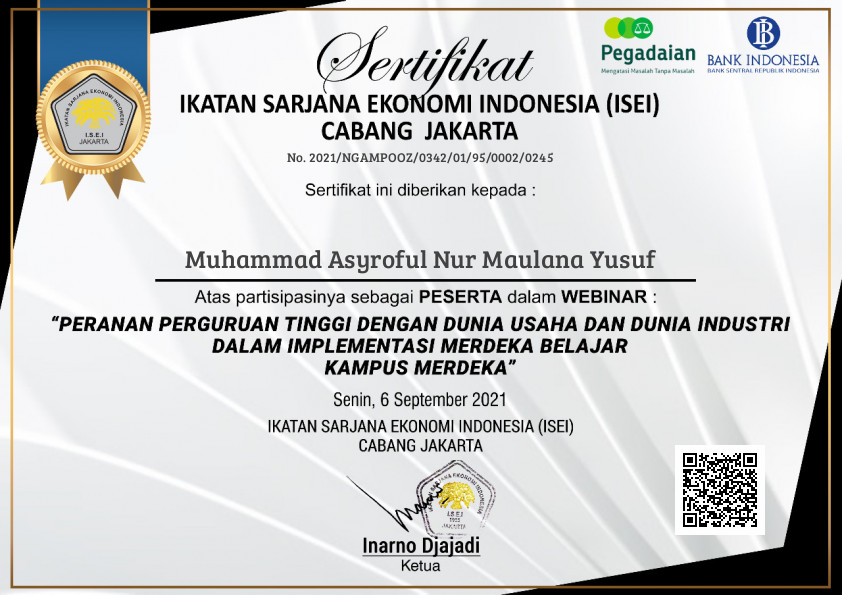 Sertifikat
Pegadaian
Mengatasi Masalah Tanpa Masalah
BANK INDONESIA
BANK SENTRAL REPUBLIK INDONESIA
IKATAN SARJANA EKONOMI INDONESIA (ISEI)
CABANG JAKARTA
IKATAN SARJANA EKONOMI INDONESIA
I.S.E.I
JAKARTA
No. 2021/NGAMPOOZ/0342/01/95/0002/0245
Sertifikat ini diberikan kepada :
Muhammad Asyroful Nur Maulana Yusuf
Atas partisipasinya sebagai PESERTA dalam WEBINAR :
“PERANAN PERGURUAN TINGGI DENGAN DUNIA USAHA DAN DUNIA INDUSTRI
DALAM IMPLEMENTASI MERDEKA BELAJAR
KAMPUS MERDEKA”
Senin, 6 September 2021
IKATAN SARJANA EKONOMI INDONESIA (ISEI)
CABANG JAKARTA
IKATAN SARJANA EKONOMI INDONESIA
I.S.E.I
1955
JAKARTA
Inarno Djajadi
Ketua